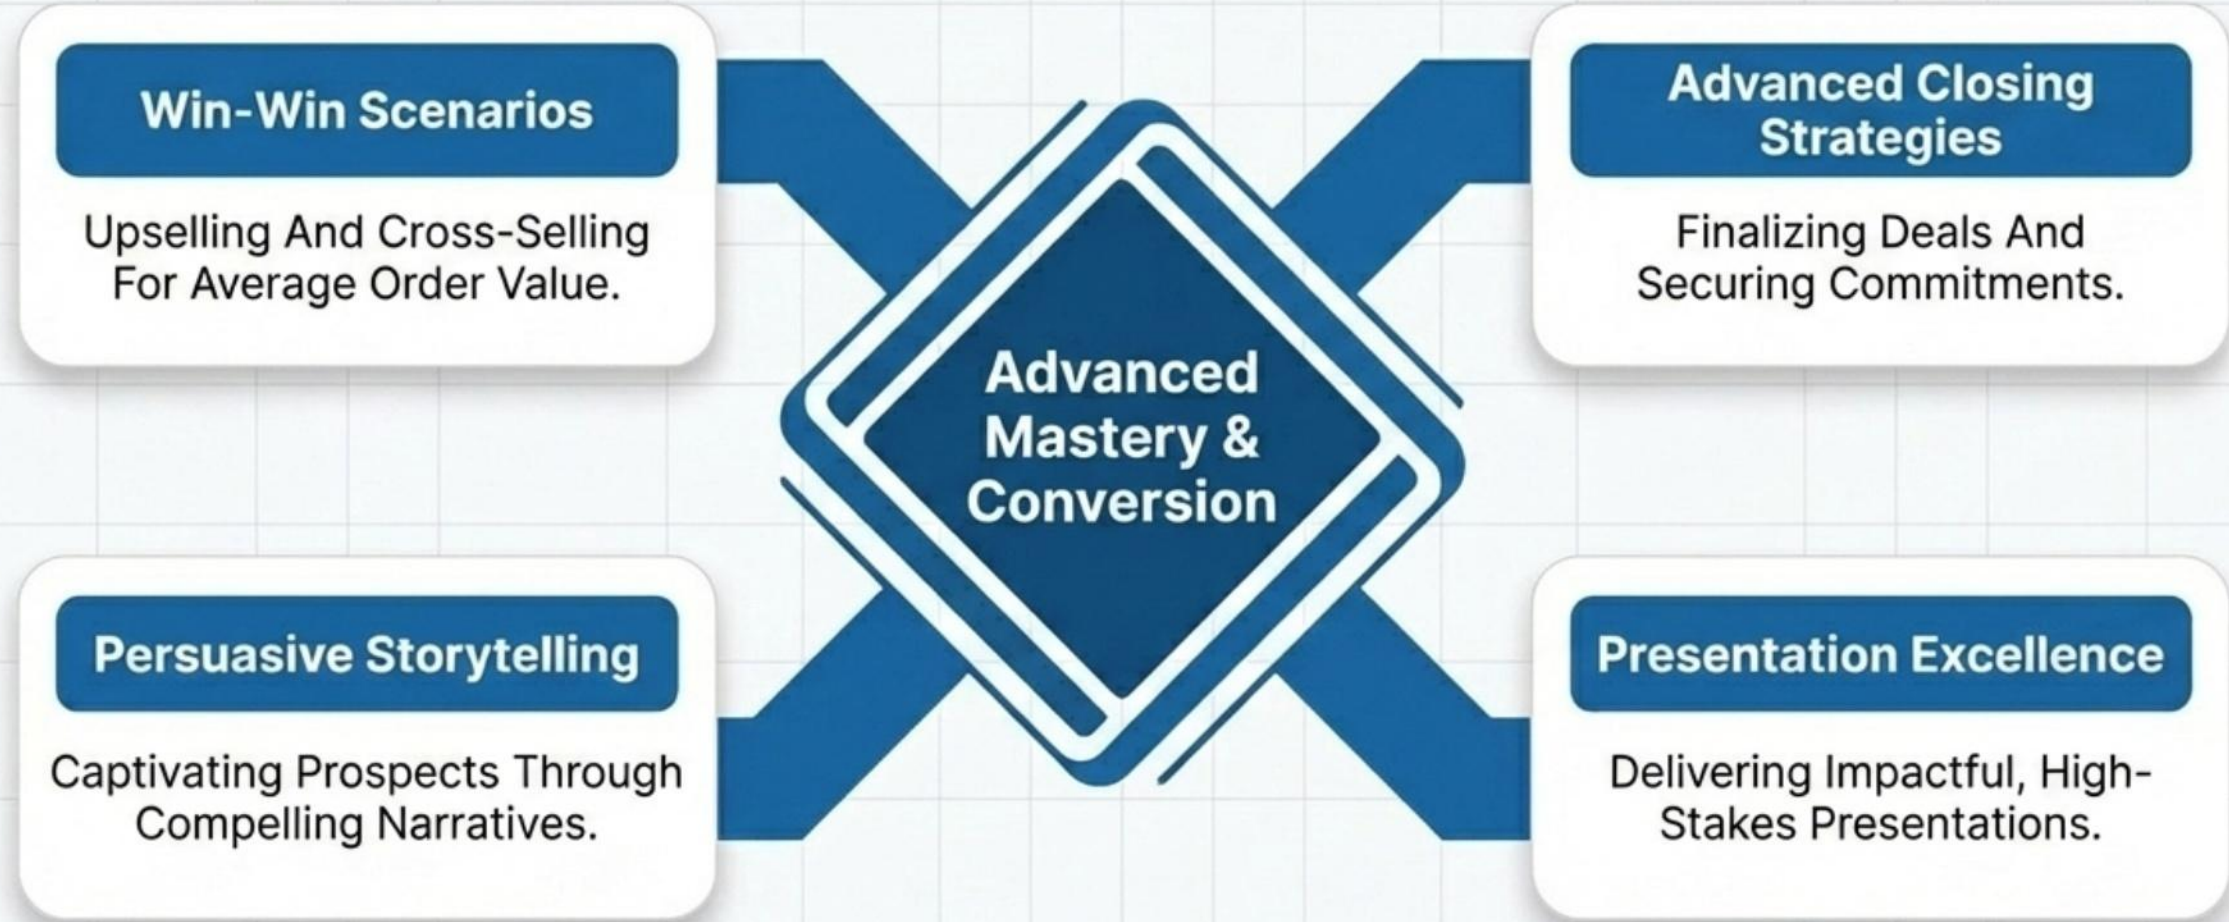 Win-Win Scenarios
Upselling And Cross-Selling
For Average Order Value.
Advanced Closing
Strategies
Finalizing Deals And
Securing Commitments.
Advanced
Mastery &
Conversion
Persuasive Storytelling
Captivating Prospects Through
Compelling Narratives.
Presentation Excellence
Delivering Impactful, High-
Stakes Presentations.